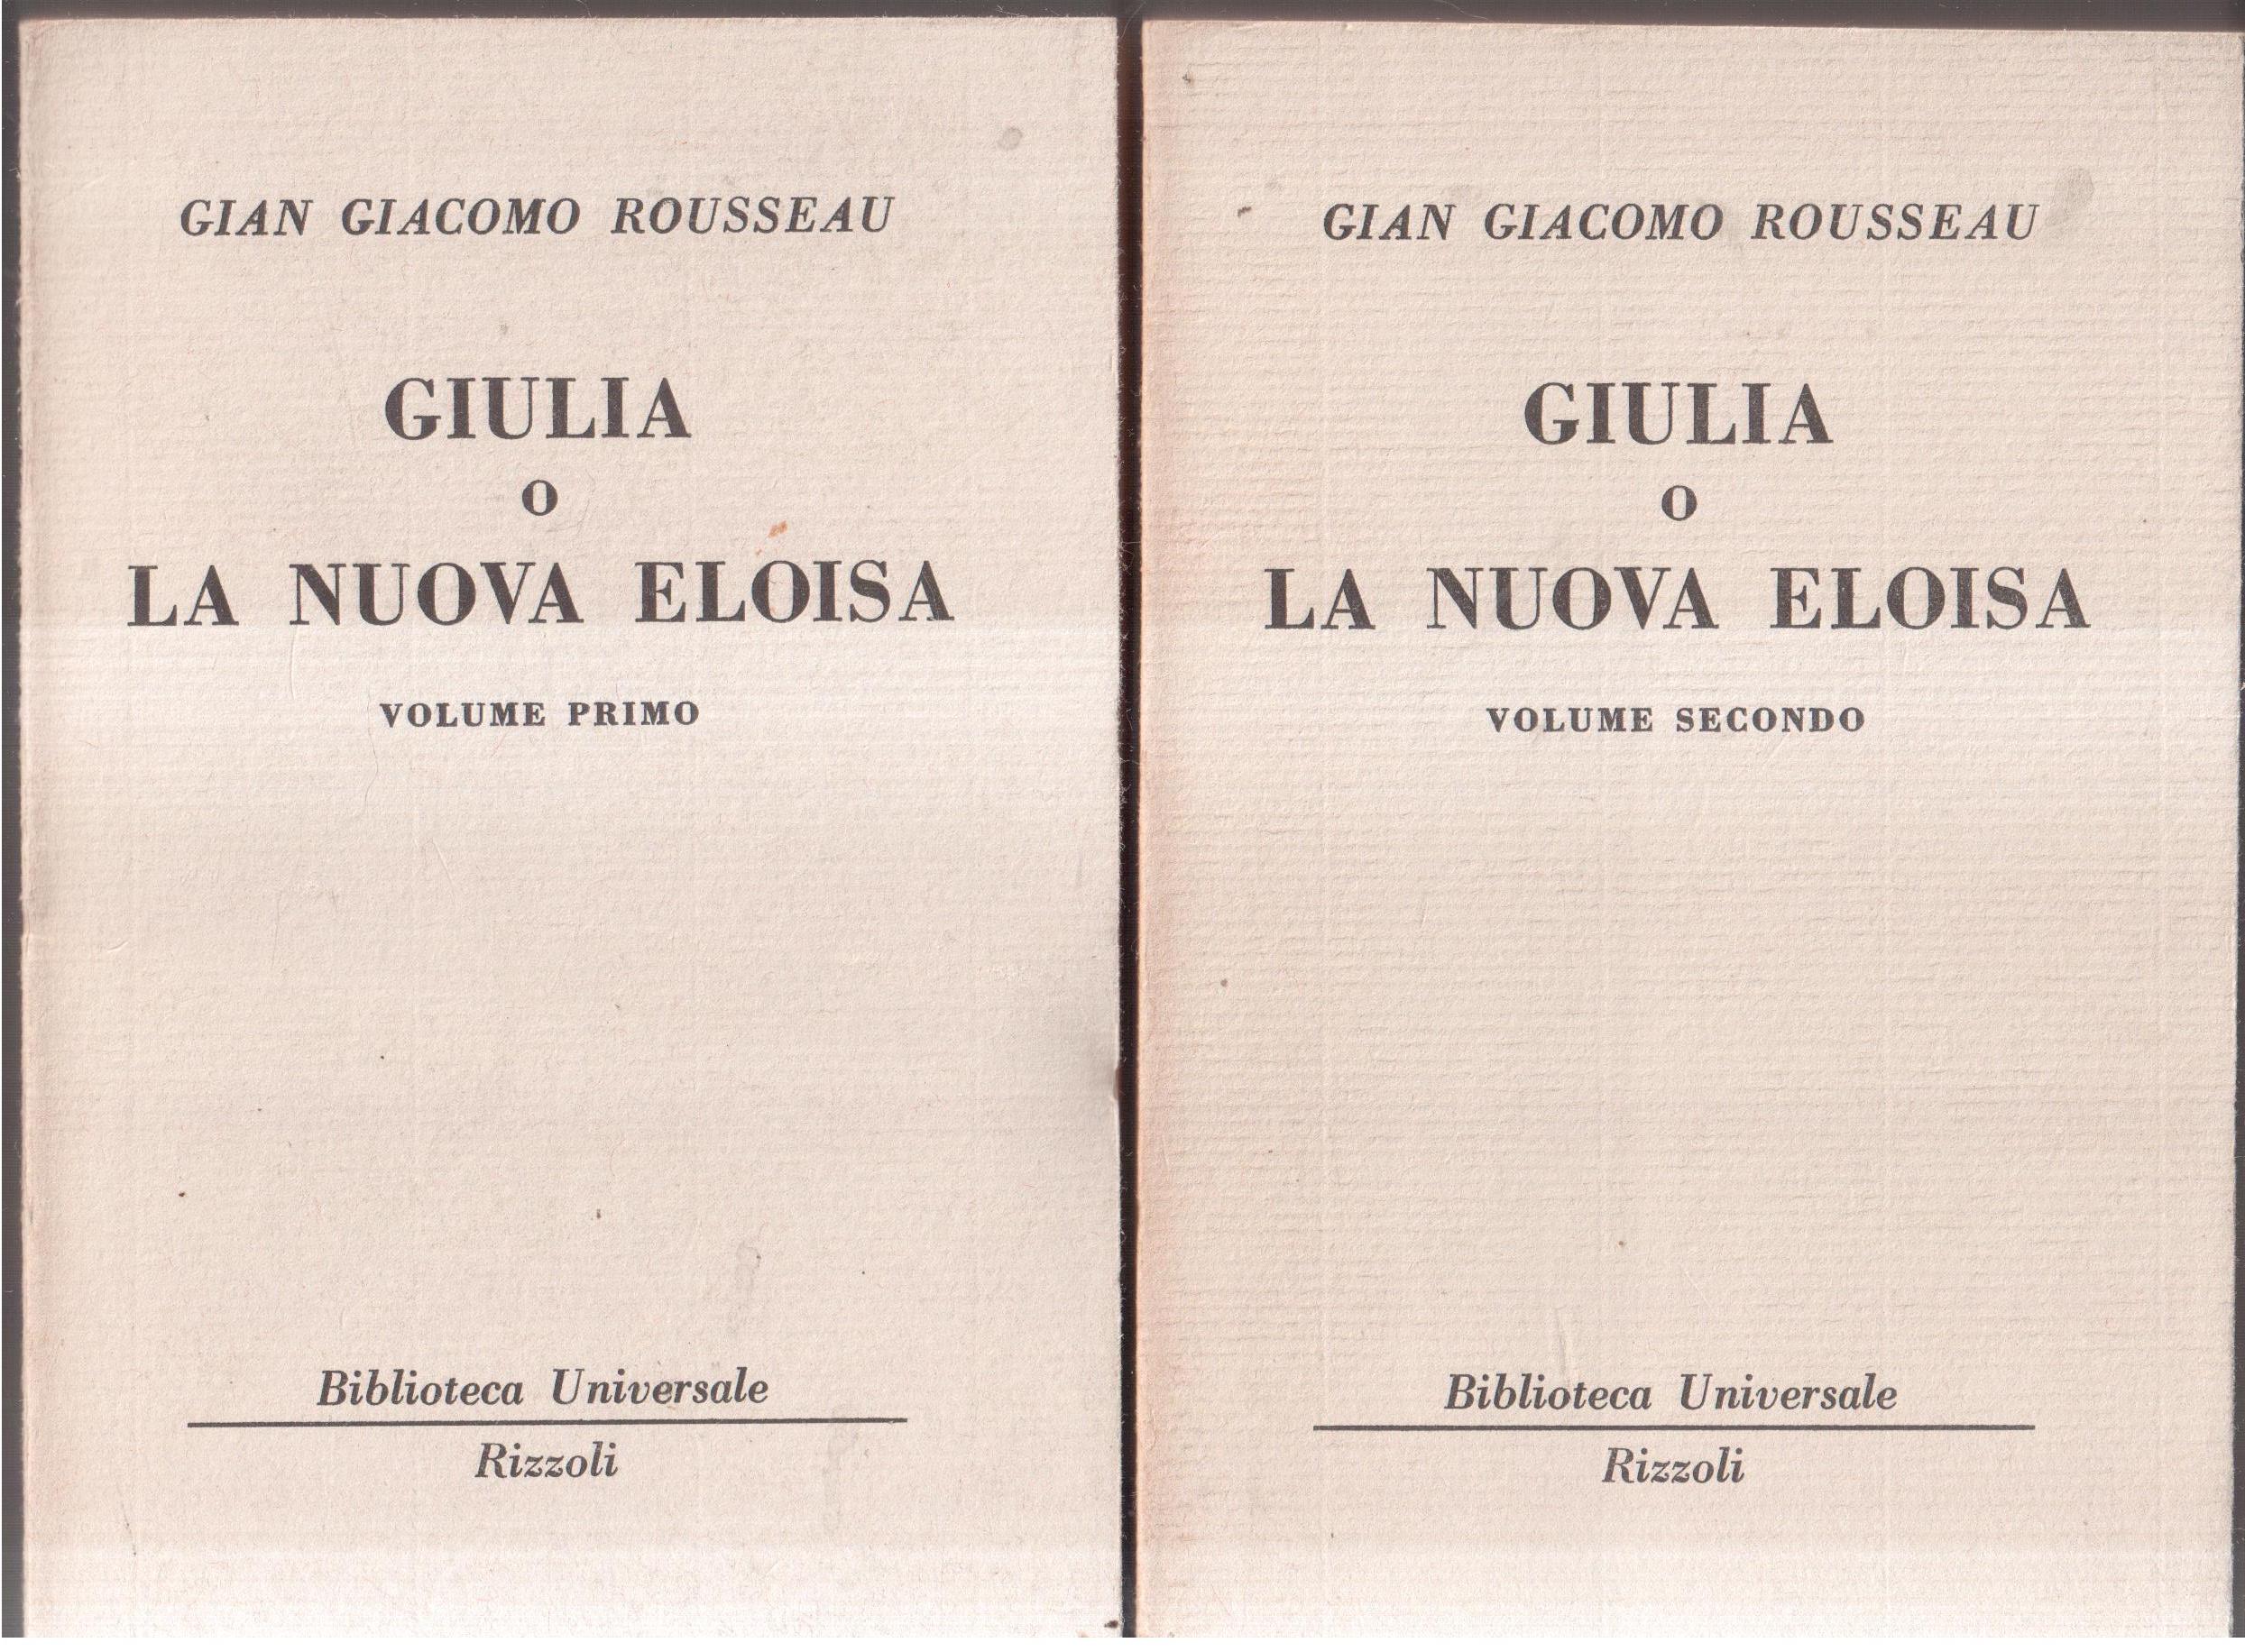 GIAN GIACOMO ROUSSEAU
GIULIA
O
LA NUOVA ELOISA
VOLUME PRIMO
Biblioteca Universale
Rizzoli
GIAN GIACOMO ROUSSEAU
GIULIA
O
LA NUOVA ELOISA
VOLUME SECONDO
Biblioteca Universale
Rizzoli